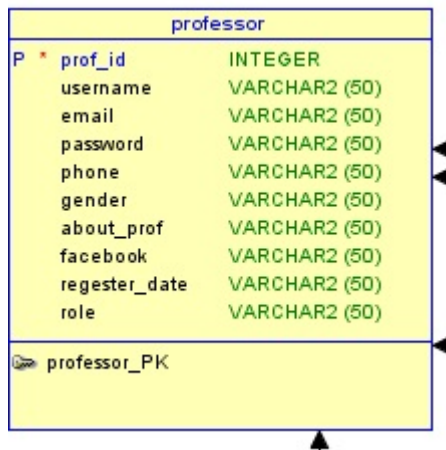 professor
P * prof_id INTEGER
username VARCHAR2 (50)
email VARCHAR2 (50)
password VARCHAR2 (50)
phone VARCHAR2 (50)
gender VARCHAR2 (50)
about_prof VARCHAR2 (50)
facebook VARCHAR2 (50)
regester_date VARCHAR2 (50)
role VARCHAR2 (50)
professor_PK